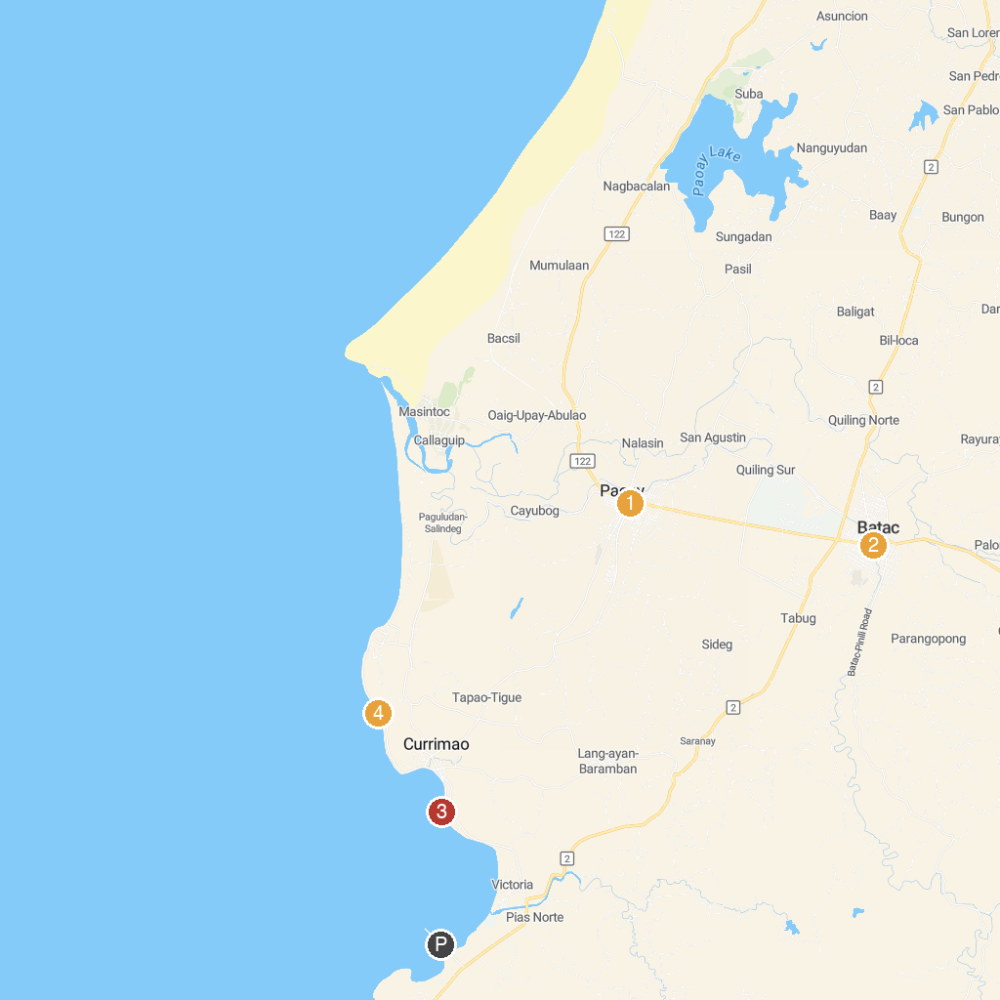 Asuncion
San Pedr
Suba
San Pablo
Nanguyudan
Paoay Lake
2
Nagbacalan
Baay
Bungon
122
Sungadan
Mumulaan
Pasil
Baligat
Bacsil
Bil-loca
2
Masintoc
Oaig-Upay-Abulao
Quiling Norte
Callaguip
Nalasin
San Agustin
122
Quiling Sur
1
Paguludan-
Salindeg
Cayubog
Batac
2
Tabug
Batac-Pinili Road
Parangopong
Sideg
Tapao-Tigue
2
4
Currimao
Saranay
Lang-ayan-
Baramban
3
2
Victoria
Pias Norte
P